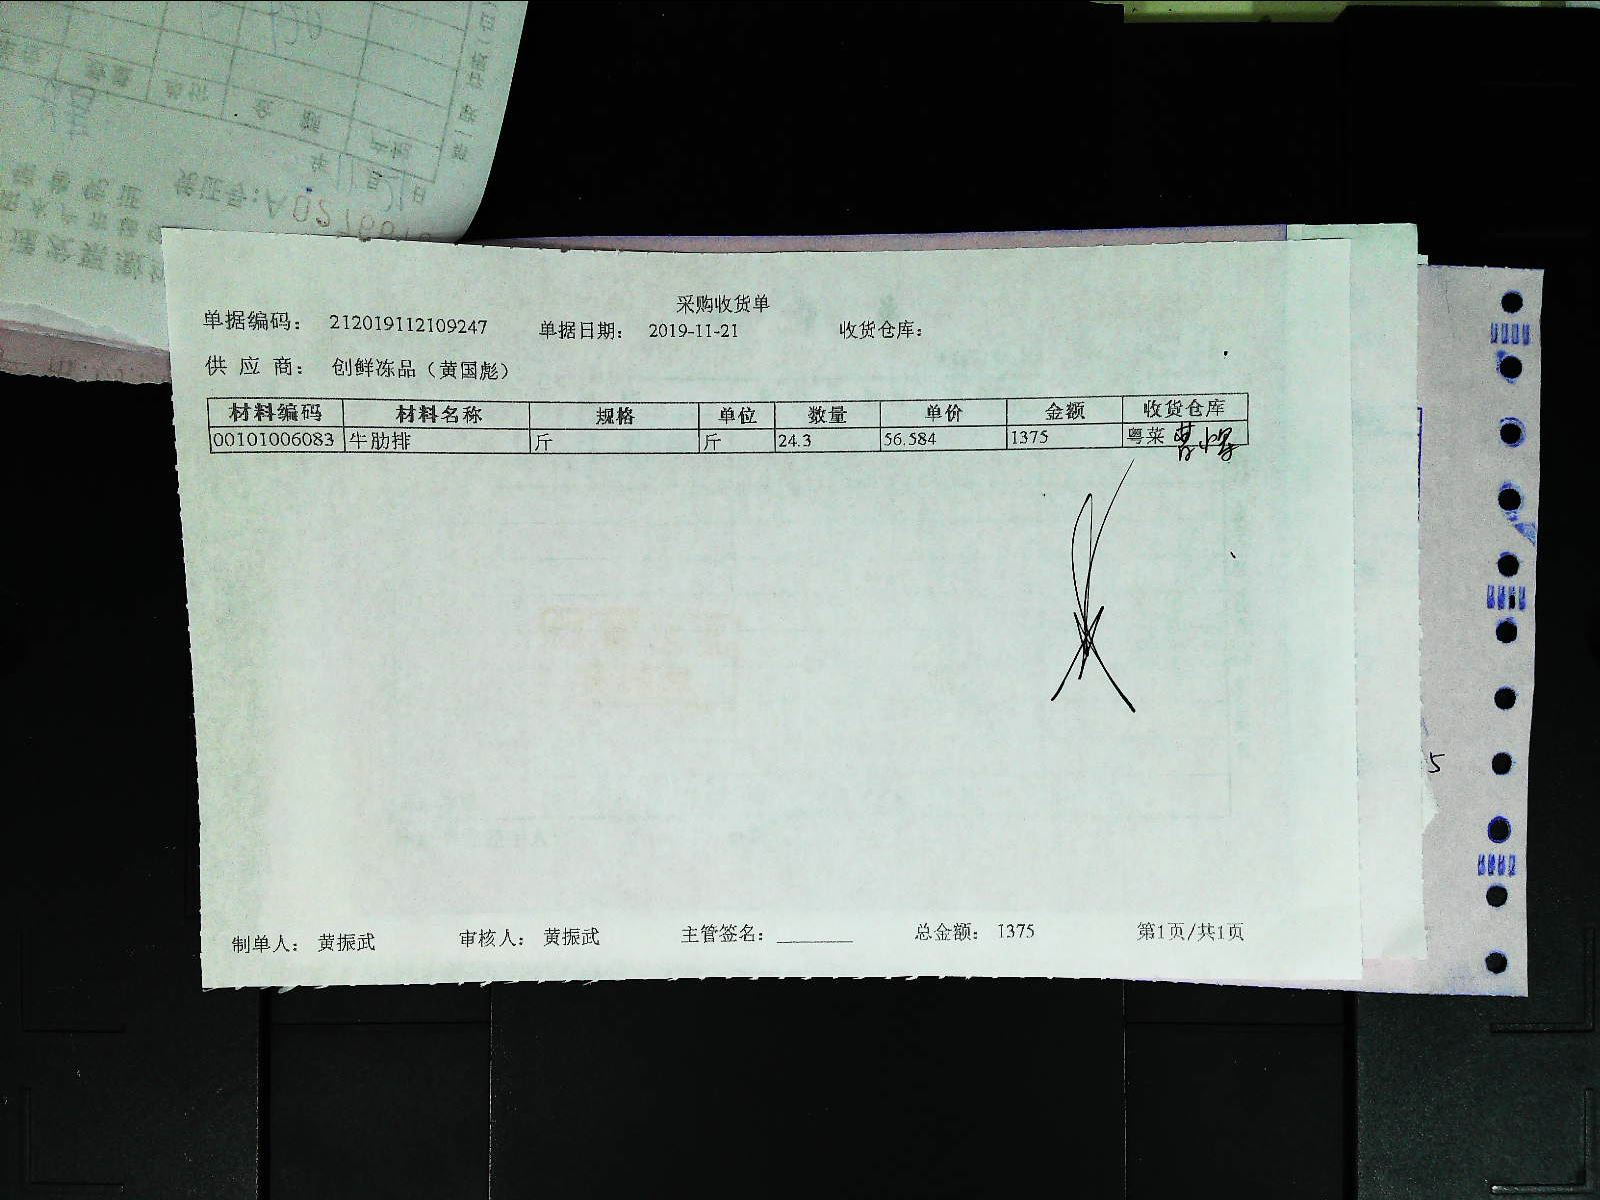 采购收货单
单据编码： 212019112109247 单据日期： 2019-11-21 收货仓库：
供 应 商： 创鲜冻品（黄国彪）
材料编码 材料名称 规格 单位 数量 单价 金额 收货仓库
00101006083 牛肋排 斤 斤 24.3 56.584 1375 粤菜
制单人： 黄振武 审核人： 黄振武 主管签名：________ 总金额： 1375 第1页/共1页
5